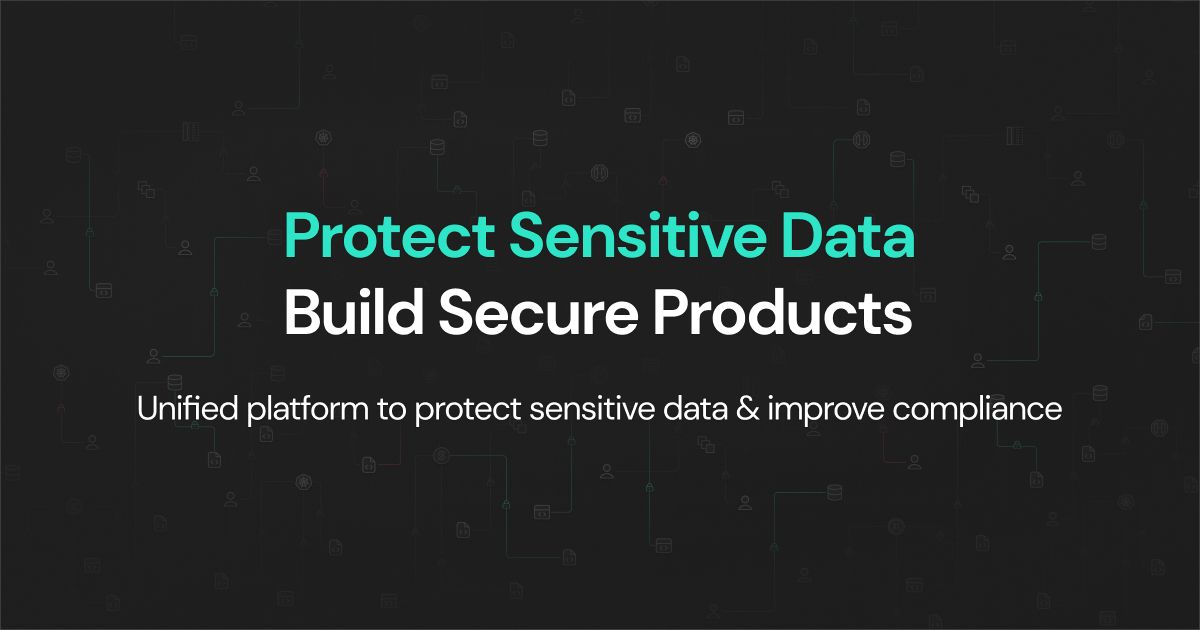 Protect Sensitive Data
Build Secure Products
Unified platform to protect sensitive data & improve compliance